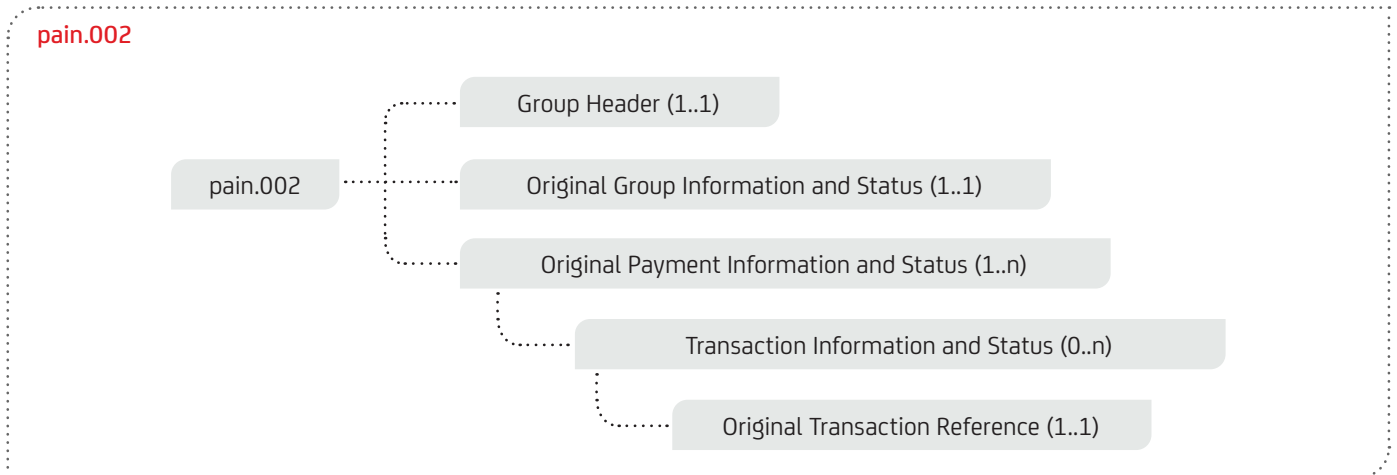 pain.002
Group Header (1..1)
pain.002
Original Group Information and Status (1..1)
Original Payment Information and Status (1..n)
Transaction Information and Status (0..n)
Original Transaction Reference (1..1)